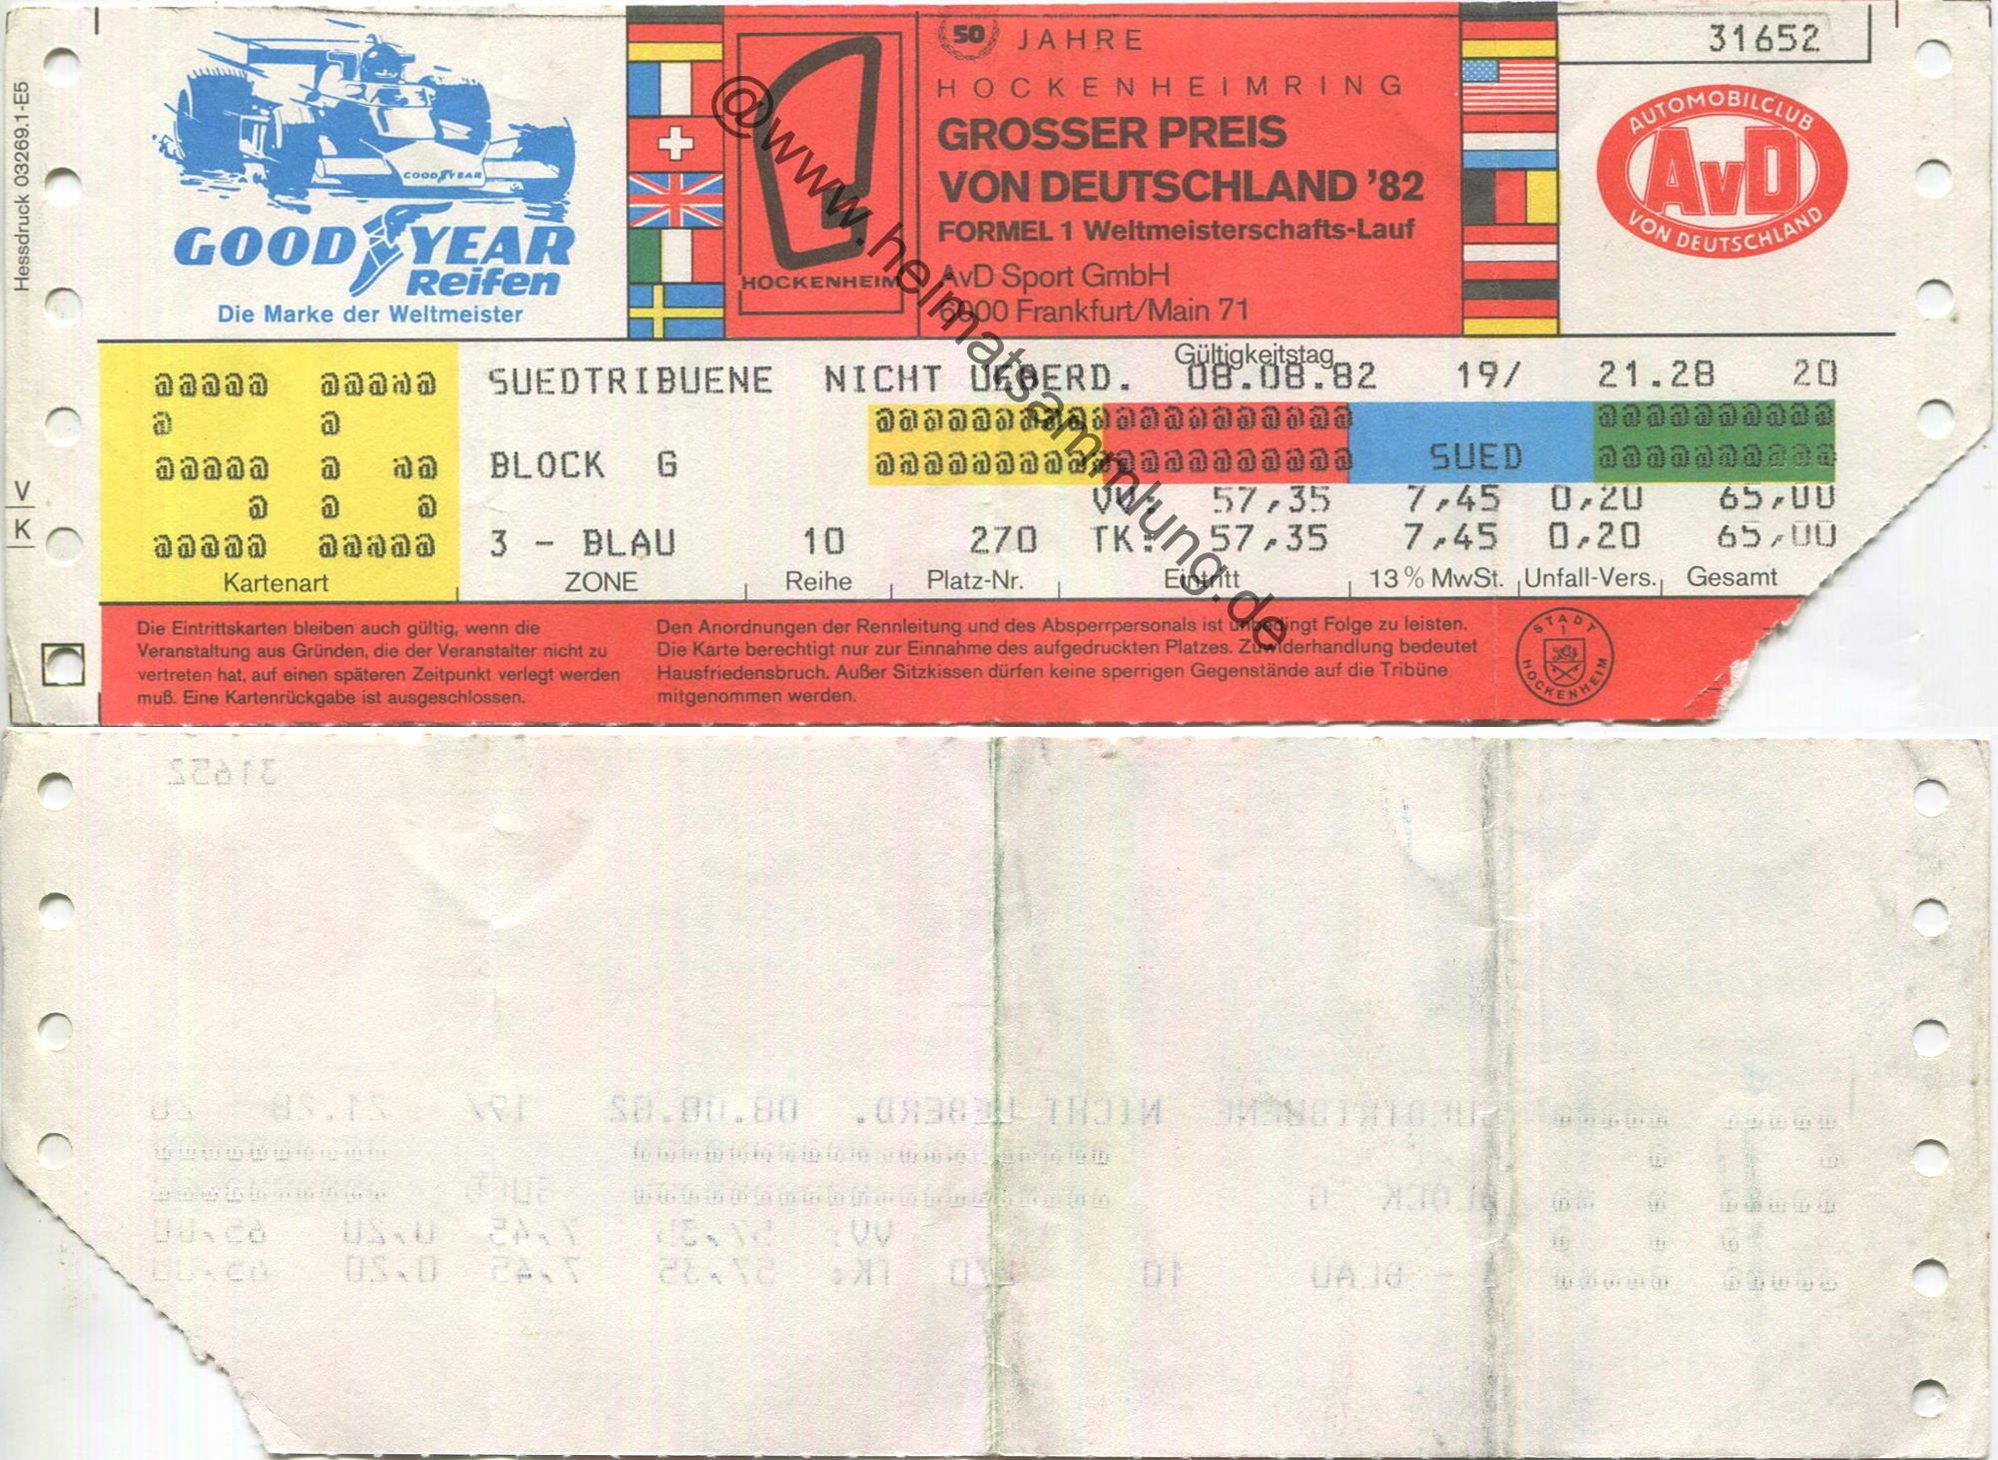 50 JAHRE
HOCKENHEIMRING
GROSSER PREIS
VON DEUTSCHLAND '82
FORMEL 1 Weltmeisterschafts-Lauf
AvD Sport GmbH
6000 Frankfurt/Main 71
HOCKENHEIM
GOODYEAR
GOOD YEAR
Reifen
Die Marke der Weltmeister
Hessdruck 03269.1-E5
V
K
31652
AUTOMOBILCLUB
AvD
VON DEUTSCHLAND
Gültigkeitstag
SUEDTRIBUENE NICHT UEBERD. 08.08.82 19/ 21.28 20
@@@@@ @@@@@
@ @
@@@@@ @ @@
@ @ @
@@@@@ @@@@@
@@@@@@@@@@@@@@@@@@@@ @@@@@@@@@@
BLOCK G @@@@@@@@@@@@@@@@@@@@ SUED @@@@@@@@@@
VV: 57,35 7,45 0,20 65,00
3 - BLAU 10 270 TK: 57,35 7,45 0,20 65,00
Kartenart ZONE Reihe Platz-Nr. Eintritt 13% MwSt. Unfall-Vers. Gesamt
Die Eintrittskarten bleiben auch gültig, wenn die
Veranstaltung aus Gründen, die der Veranstalter nicht zu
vertreten hat, auf einen späteren Zeitpunkt verlegt werden
muß. Eine Kartenrückgabe ist ausgeschlossen.
Den Anordnungen der Rennleitung und des Absperrpersonals ist unbedingt Folge zu leisten.
Die Karte berechtigt nur zur Einnahme des aufgedruckten Platzes. Zuwiderhandlung bedeutet
Hausfriedensbruch. Außer Sitzkissen dürfen keine sperrigen Gegenstände auf die Tribüne
mitgenommen werden.
STADT
HOCKENHEIM
@www.heimatsammlung.de